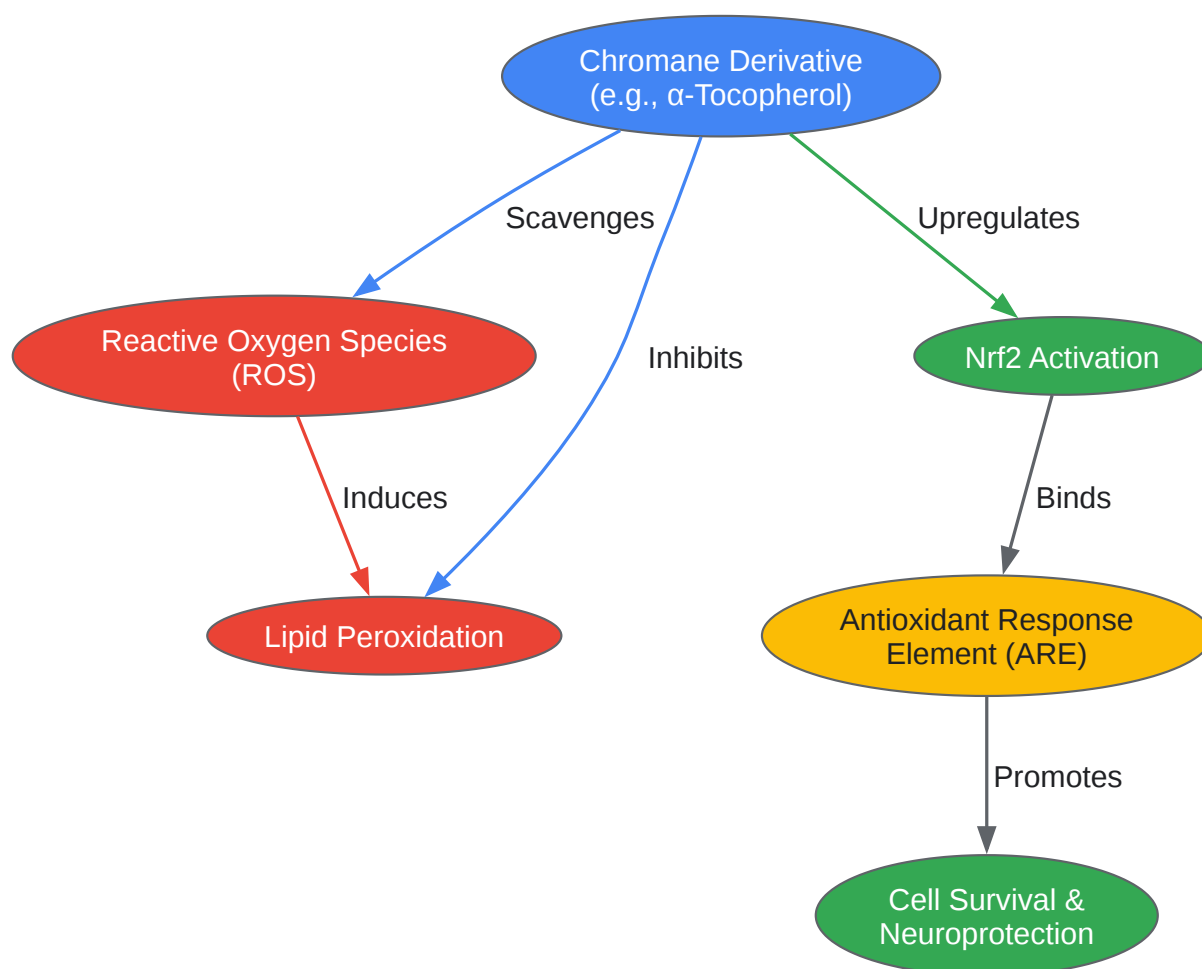 Chromane Derivative
(e.g., α-Tocopherol)
Scavenges
Upregulates
Reactive Oxygen Species
(ROS)
Inhibits
Nrf2 Activation
Induces
Binds
Lipid Peroxidation
Antioxidant Response
Element (ARE)
Promotes
Cell Survival &
Neuroprotection